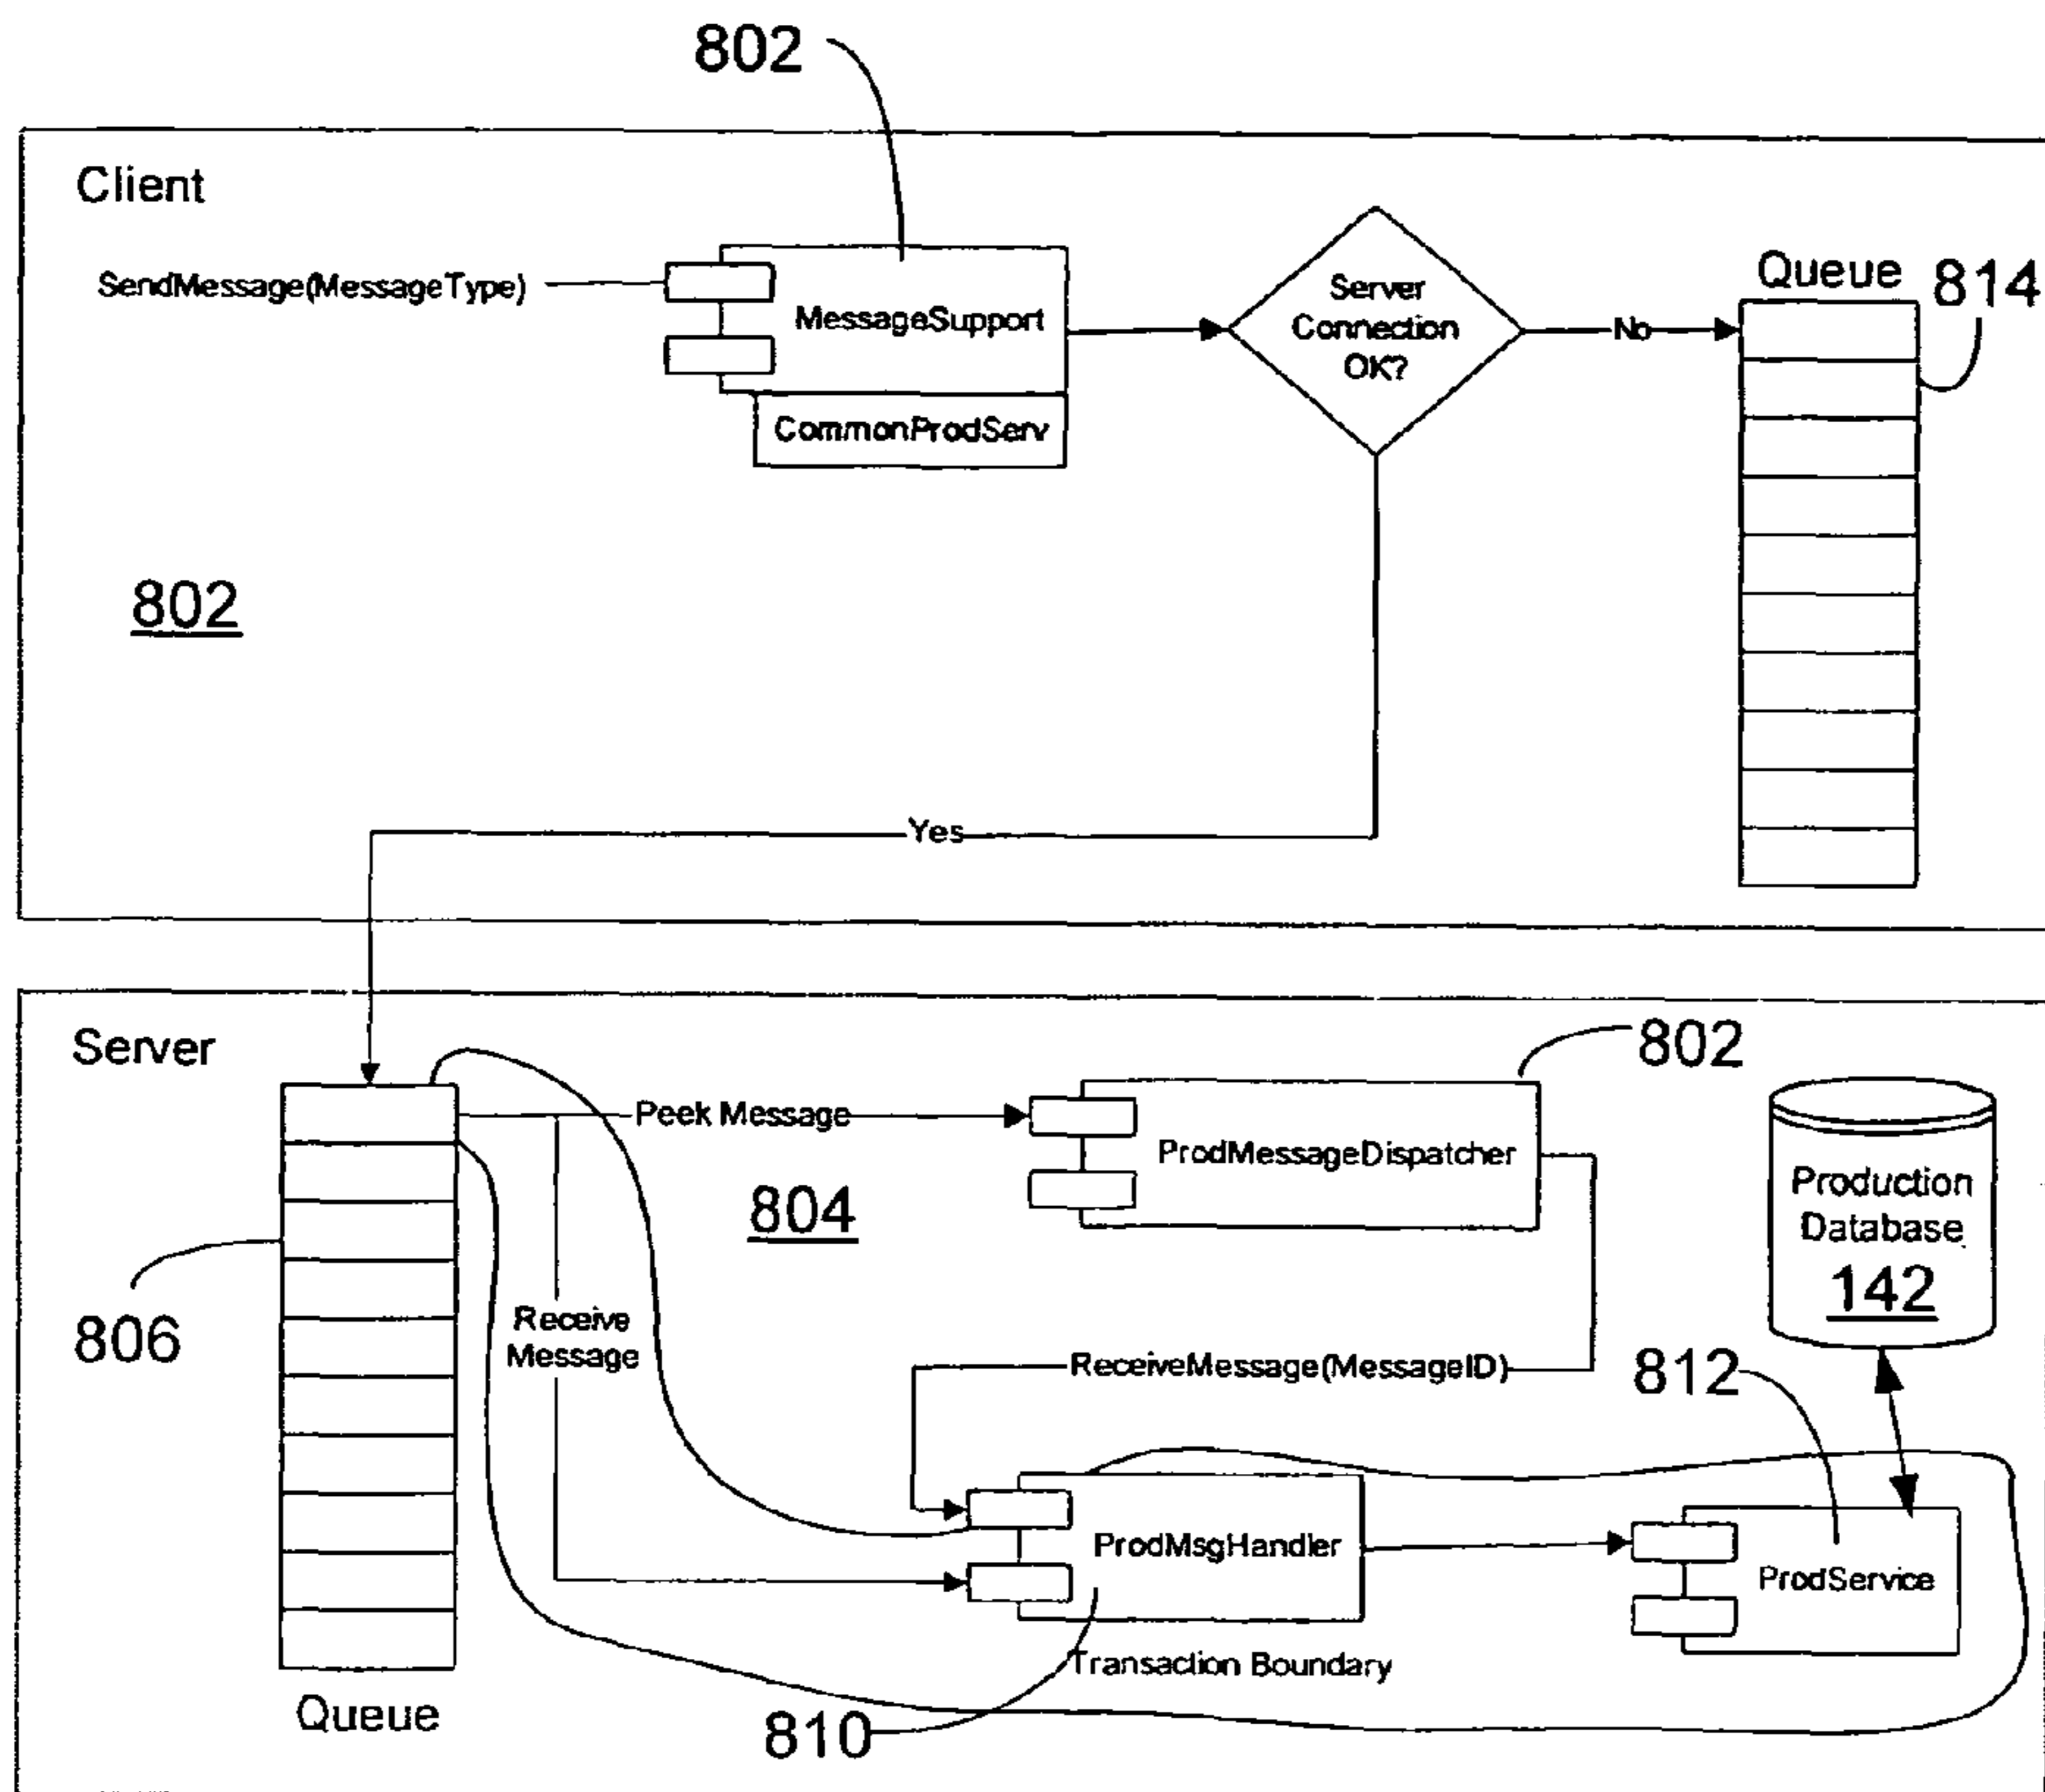 802
Client
SendMessage(MessageType)
MessageSupport
CommonProdServ
Server
Connection
OK?
No
Queue
814
802
Yes
Server
802
Peek Message
ProdMessageDispatcher
804
Production
Database
142
806
Receive
Message
ReceiveMessage(MessageID)
812
ProdMsgHandler
ProdService
Transaction Boundary
Queue
810